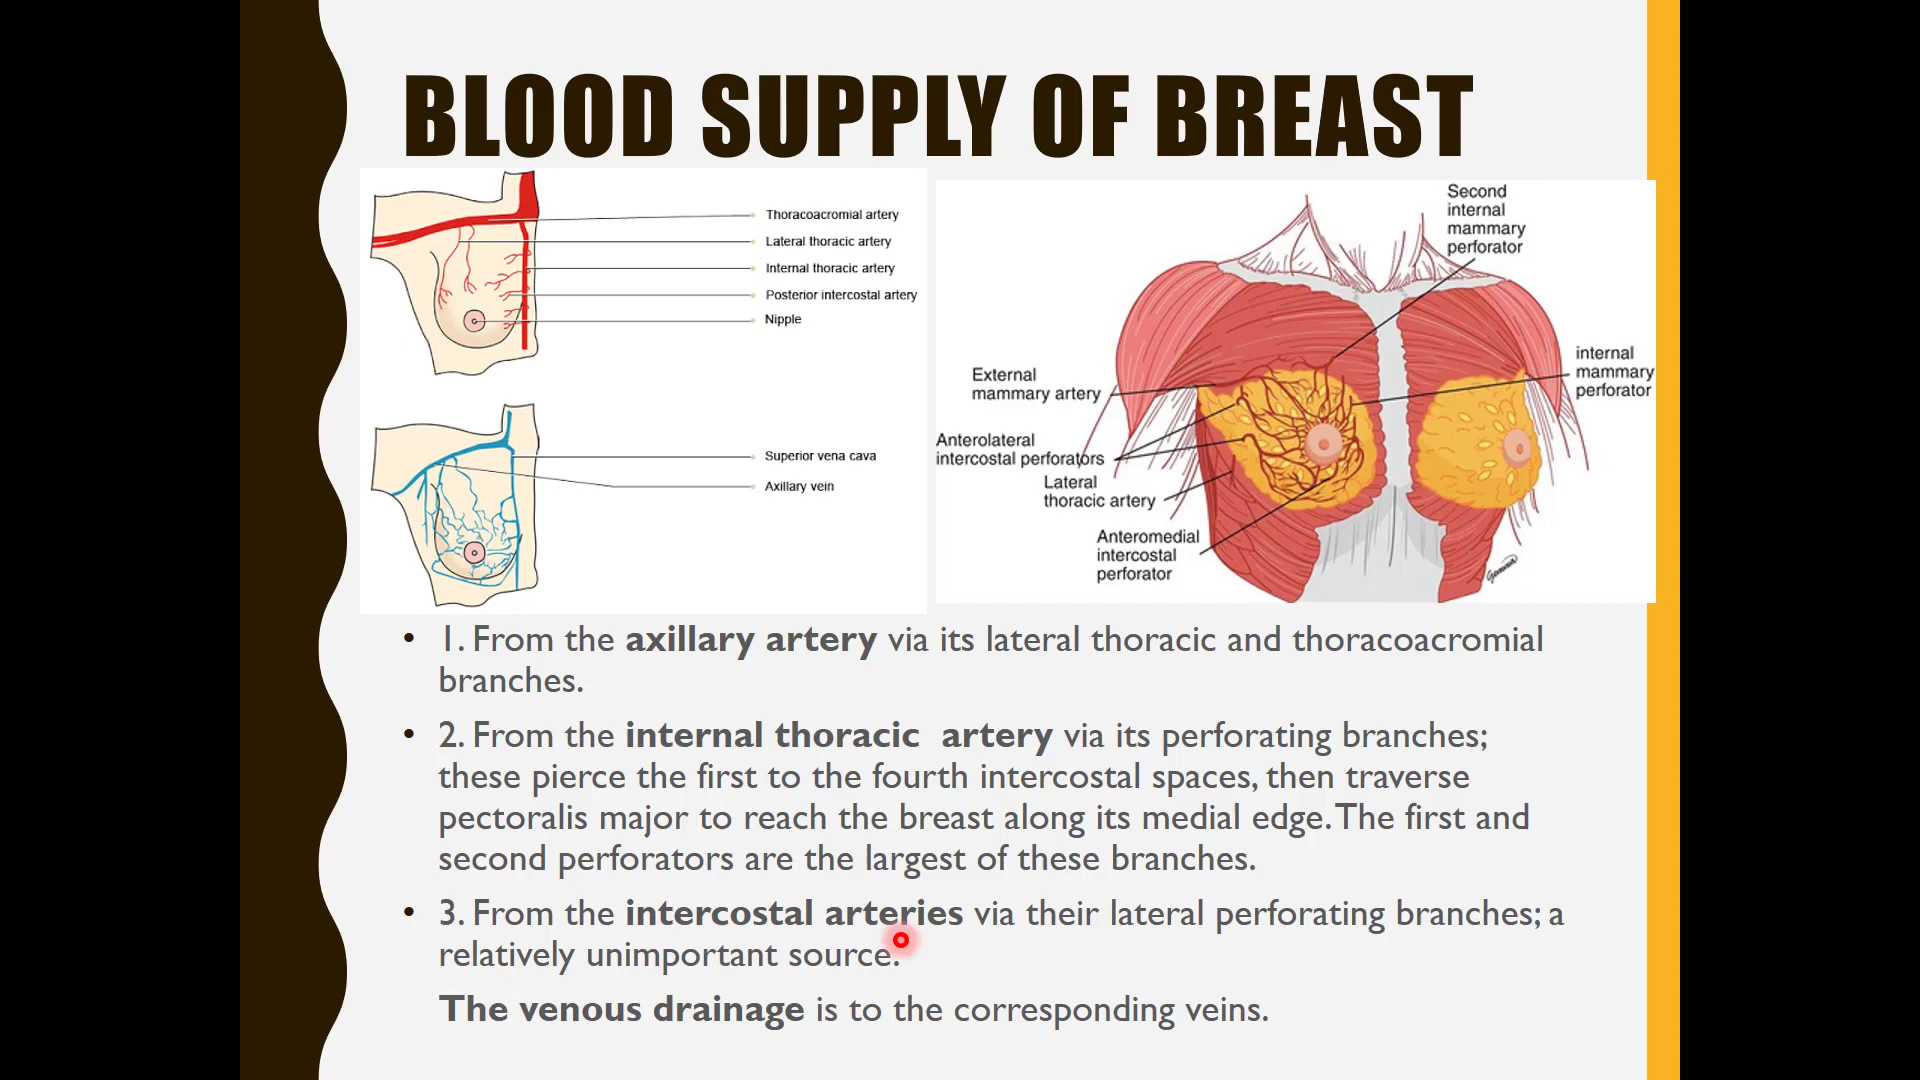 BLOOD SUPPLY OF BREAST
Thoracoacromial artery
Lateral thoracic artery
Internal thoracic artery
Posterior intercostal artery
Nipple
Superior vena cava
Axillary vein
Second
internal
mammary
perforator
internal
mammary
perforator
External
mammary artery
Anterolateral
intercostal perforators
Lateral
thoracic artery
Anteromedial
intercostal
perforator
• 1. From the axillary artery via its lateral thoracic and thoracoacromial
branches.
• 2. From the internal thoracic  artery via its perforating branches;
these pierce the first to the fourth intercostal spaces, then traverse
pectoralis major to reach the breast along its medial edge. The first and
second perforators are the largest of these branches.
• 3. From the intercostal arteries via their lateral perforating branches; a
relatively unimportant source.
The venous drainage is to the corresponding veins.